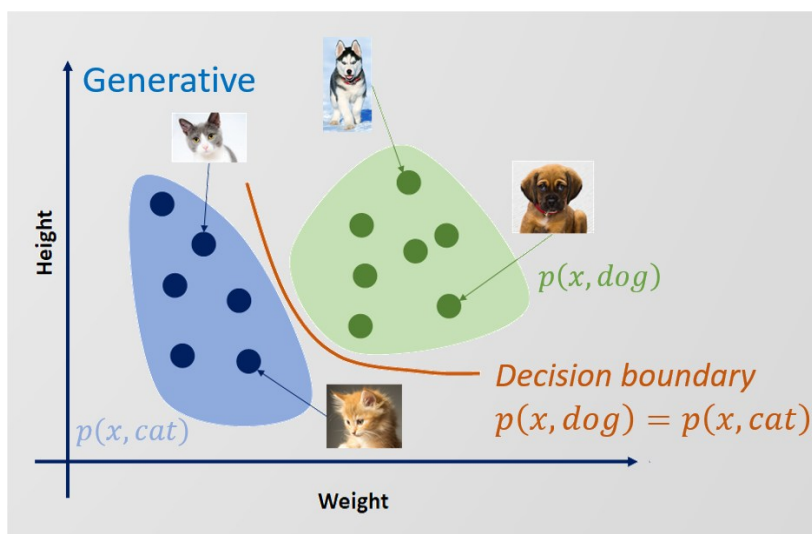 Generative
Height
p(x, dog)
Decision boundary
p(x, dog) = p(x, cat)
p(x, cat)
Weight